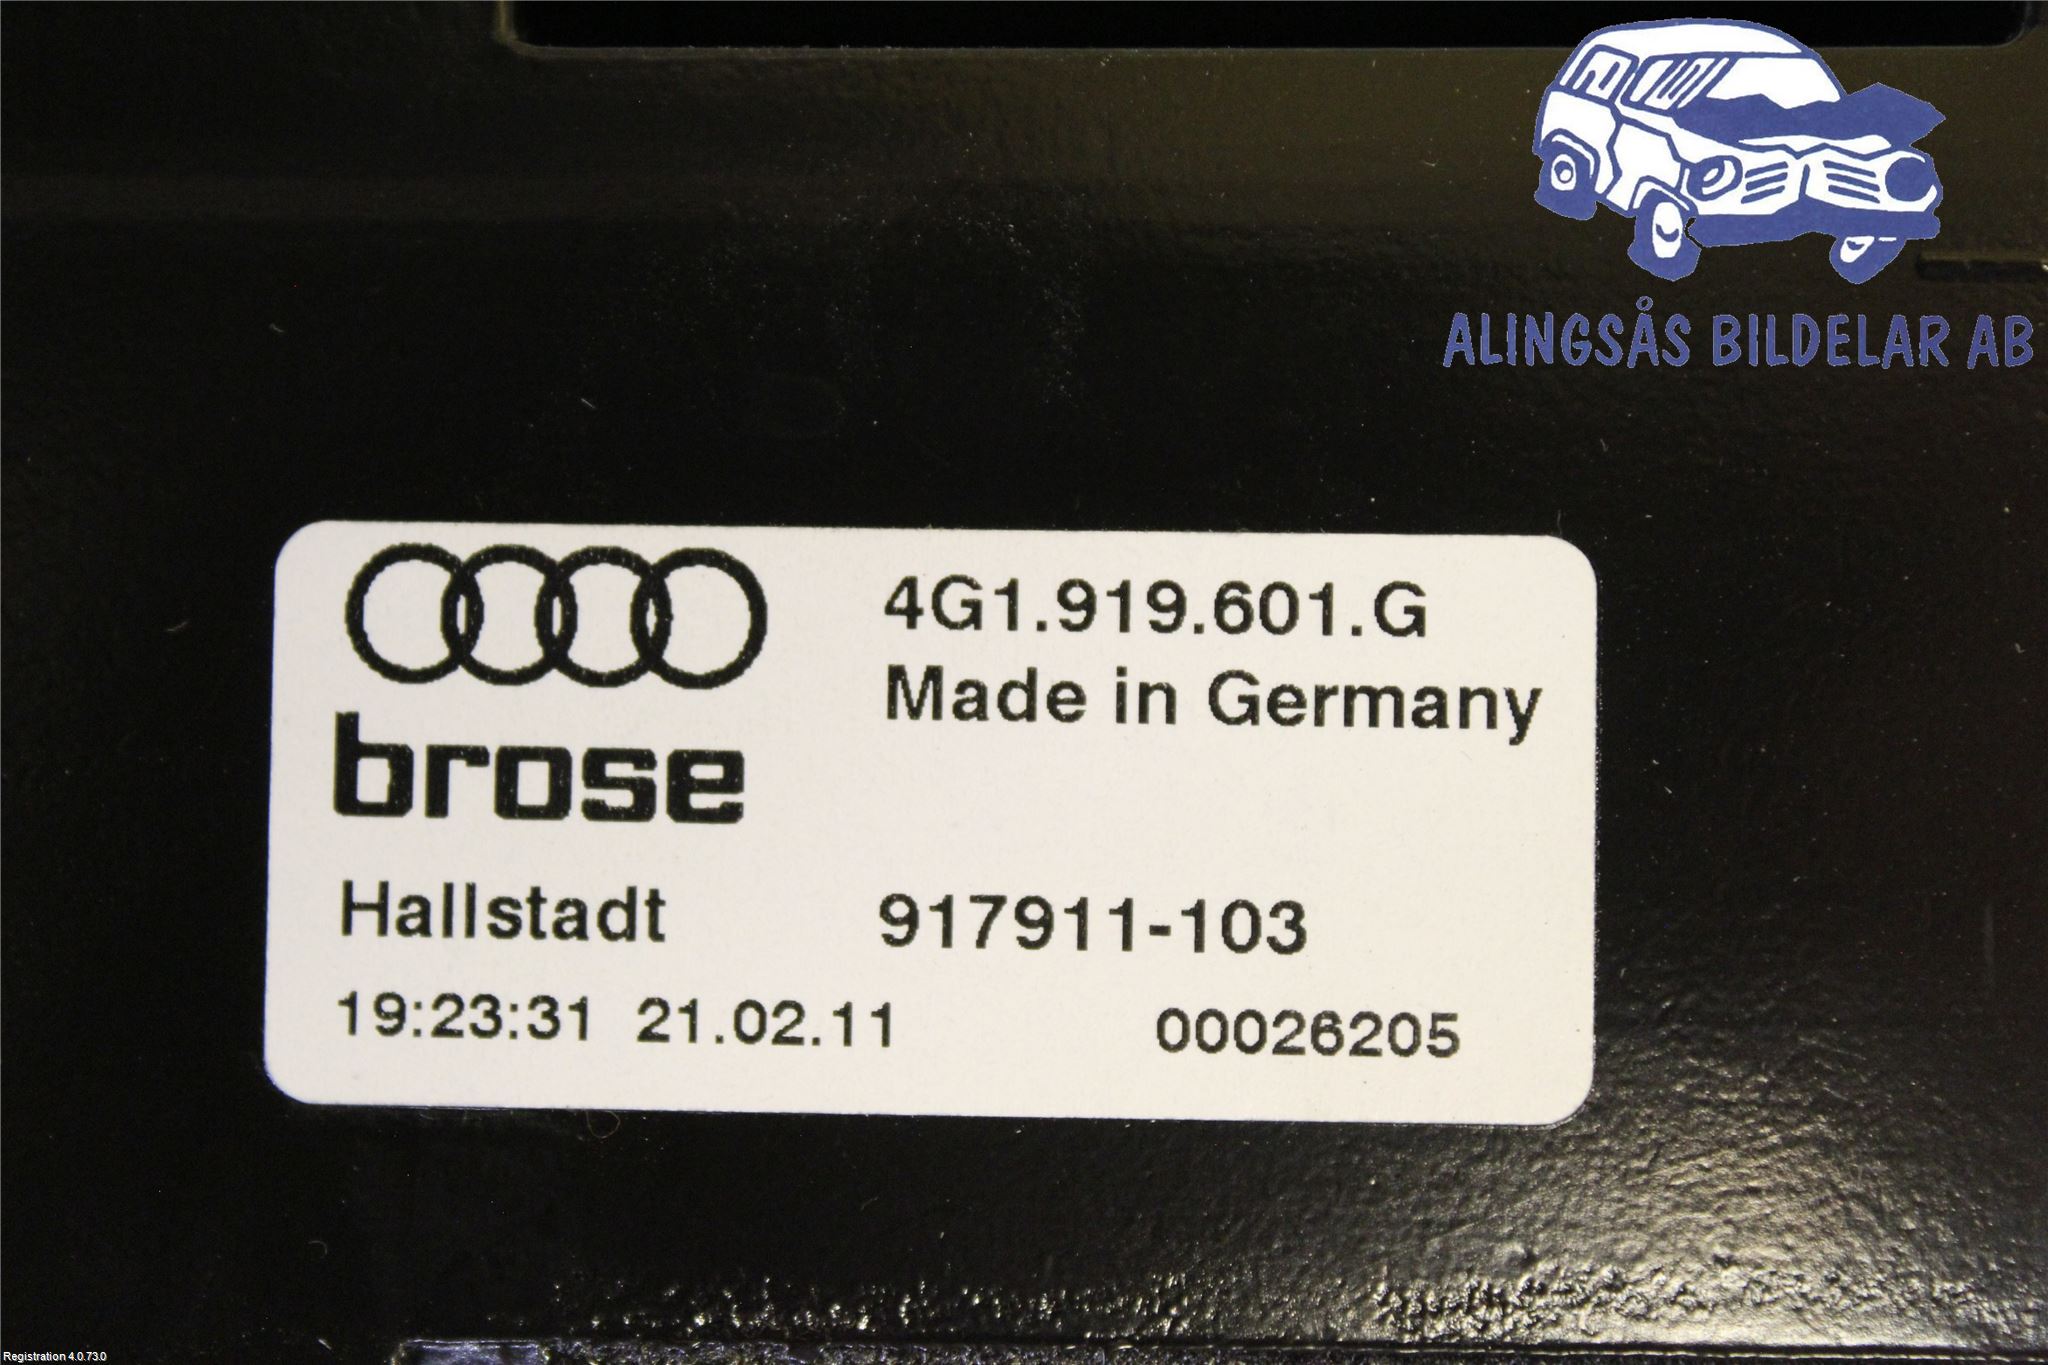 ALINGSÅS BILDELAR AB
4G1.919.601.G
Made in Germany
brose
Hallstadt 917911-103
19:23:31 21.02.11 00026205
Registration 4.0.73.0